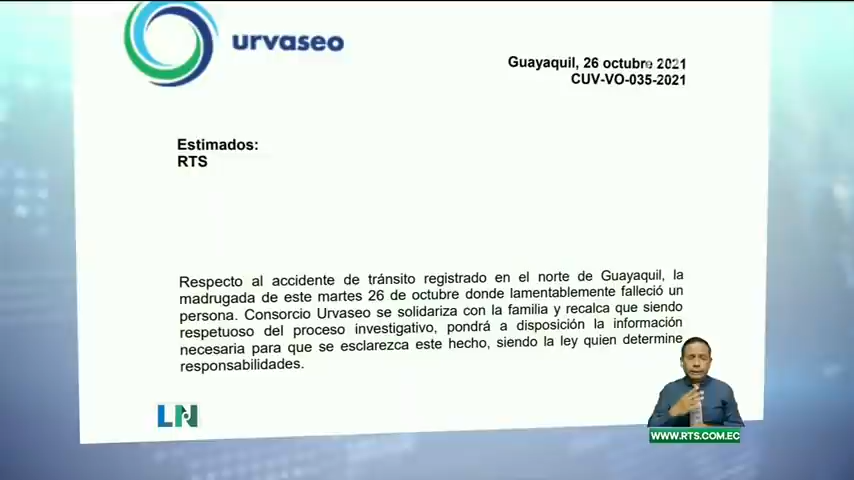 urvaseo
Guayaquil, 26 octubre 2021
CUV-VO-035-2021
Estimados:
RTS
Respecto al accidente de tránsito registrado en el norte de Guayaquil, la
madrugada de este martes 26 de octubre donde lamentablemente falleció un
persona. Consorcio Urvaseo se solidariza con la familia y recalca que siendo
respetuoso del proceso investigativo, pondrá a disposición la información
necesaria para que se esclarezca este hecho, siendo la ley quien determine
responsabilidades.
LN
WWW.RTS.COM.EC